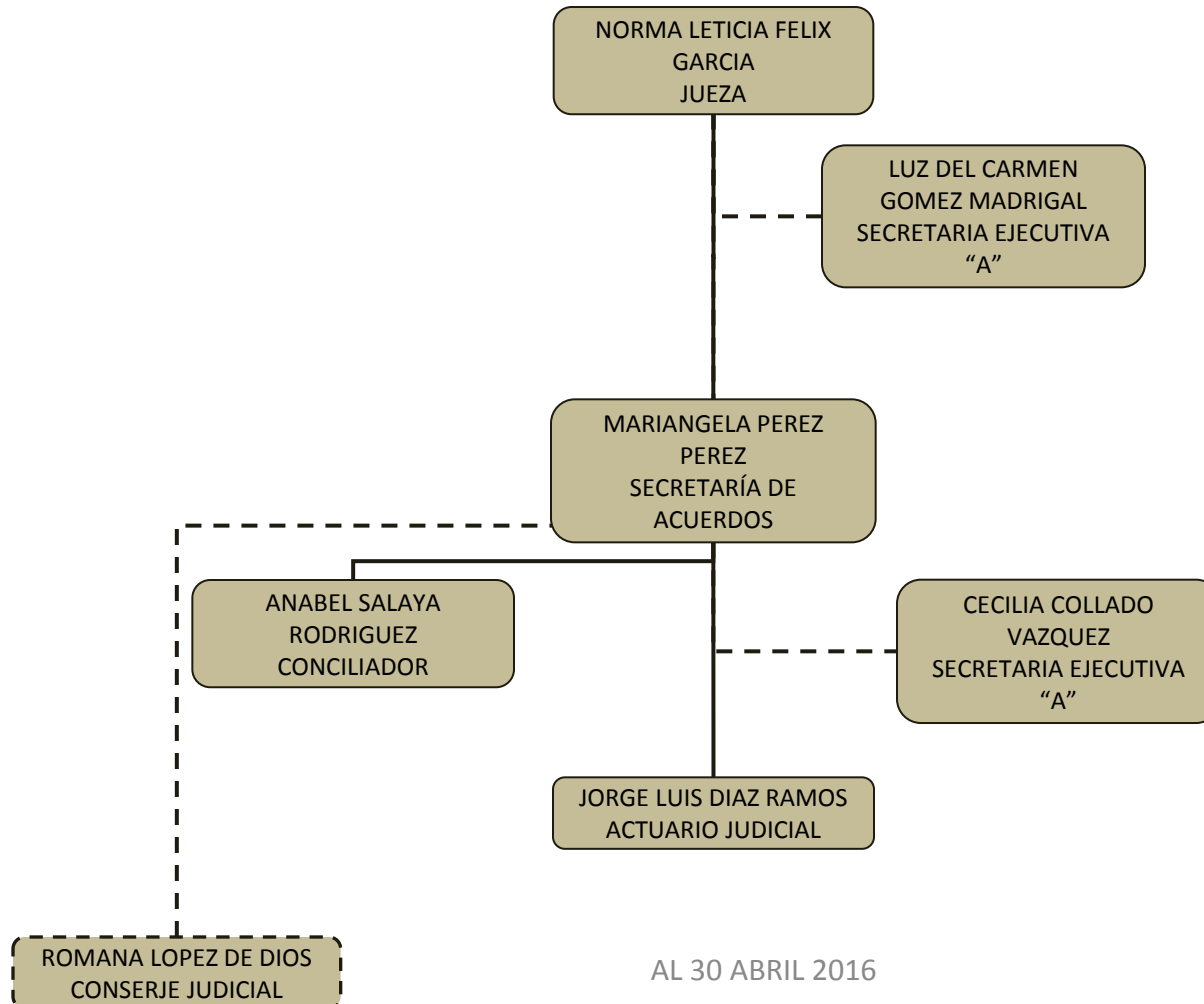 NORMA LETICIA FELIX
GARCIA
JUEZA
LUZ DEL CARMEN
GOMEZ MADRIGAL
SECRETARIA EJECUTIVA
“A”
MARIANGELA PEREZ
PEREZ
SECRETARÍA DE
ACUERDOS
ANABEL SALAYA
RODRIGUEZ
CONCILIADOR
CECILIA COLLADO
VAZQUEZ
SECRETARIA EJECUTIVA
“A”
JORGE LUIS DIAZ RAMOS
ACTUARIO JUDICIAL
ROMANA LOPEZ DE DIOS
CONSERJE JUDICIAL
AL 30 ABRIL 2016